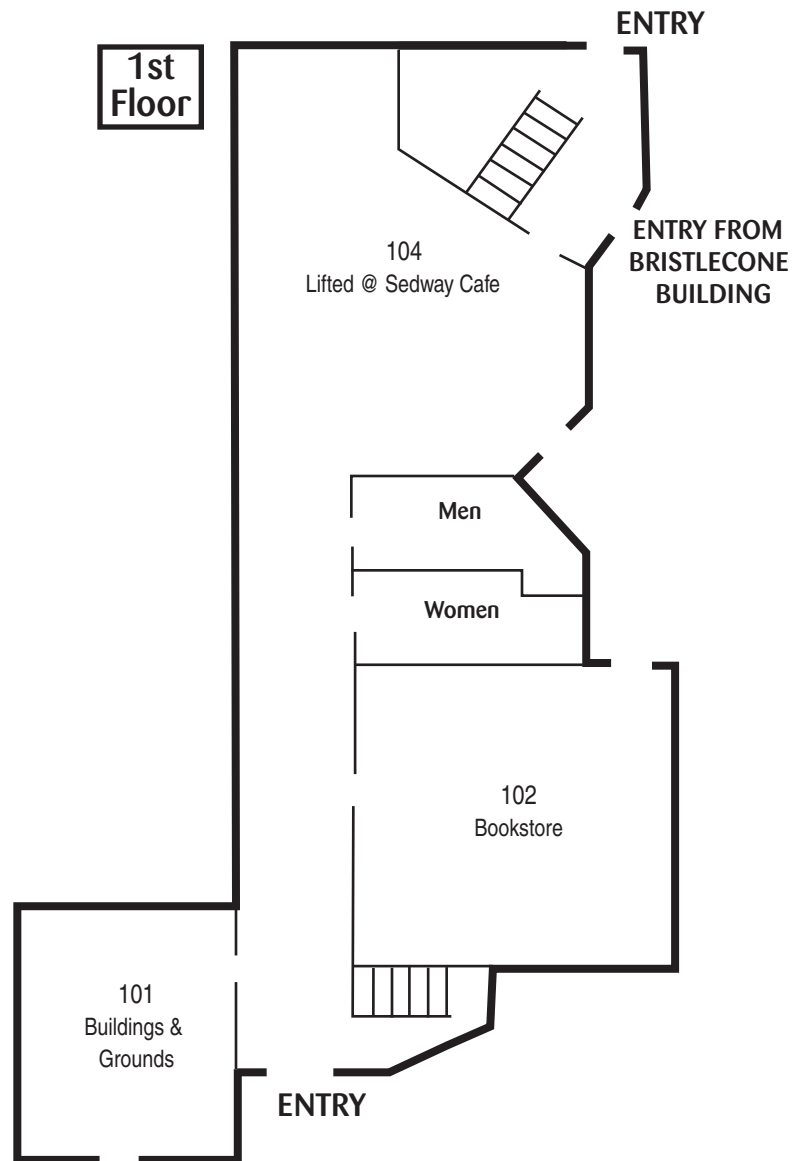 ENTRY
1st
Floor
ENTRY FROM
BRISTLECONE
BUILDING
104
Lifted @ Sedway Cafe
Men
Women
102
Bookstore
101
Buildings &
Grounds
ENTRY